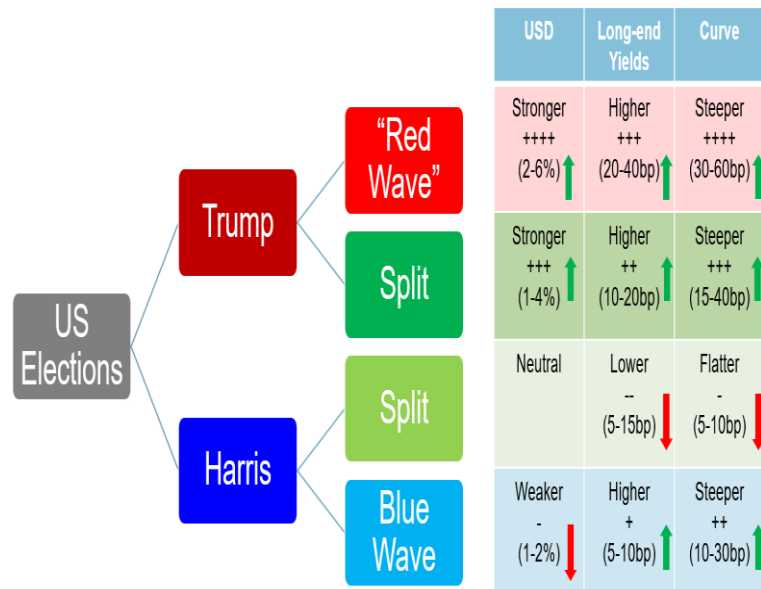 USD
Long-end
Yields
Curve
"Red
Wave"
Stronger
++++
(2-6%)
Higher
+++
(20-40bp)
Steeper
++++
(30-60bp)
Trump
Split
Stronger
+++
(1-4%)
Higher
++
(10-20bp)
Steeper
+++
(15-40bp)
US
Elections
Split
Neutral
Lower
--
(5-15bp)
Flatter
-
(5-10bp)
Harris
Blue
Wave
Weaker
-
(1-2%)
Higher
+
(5-10bp)
Steeper
++
(10-30bp)